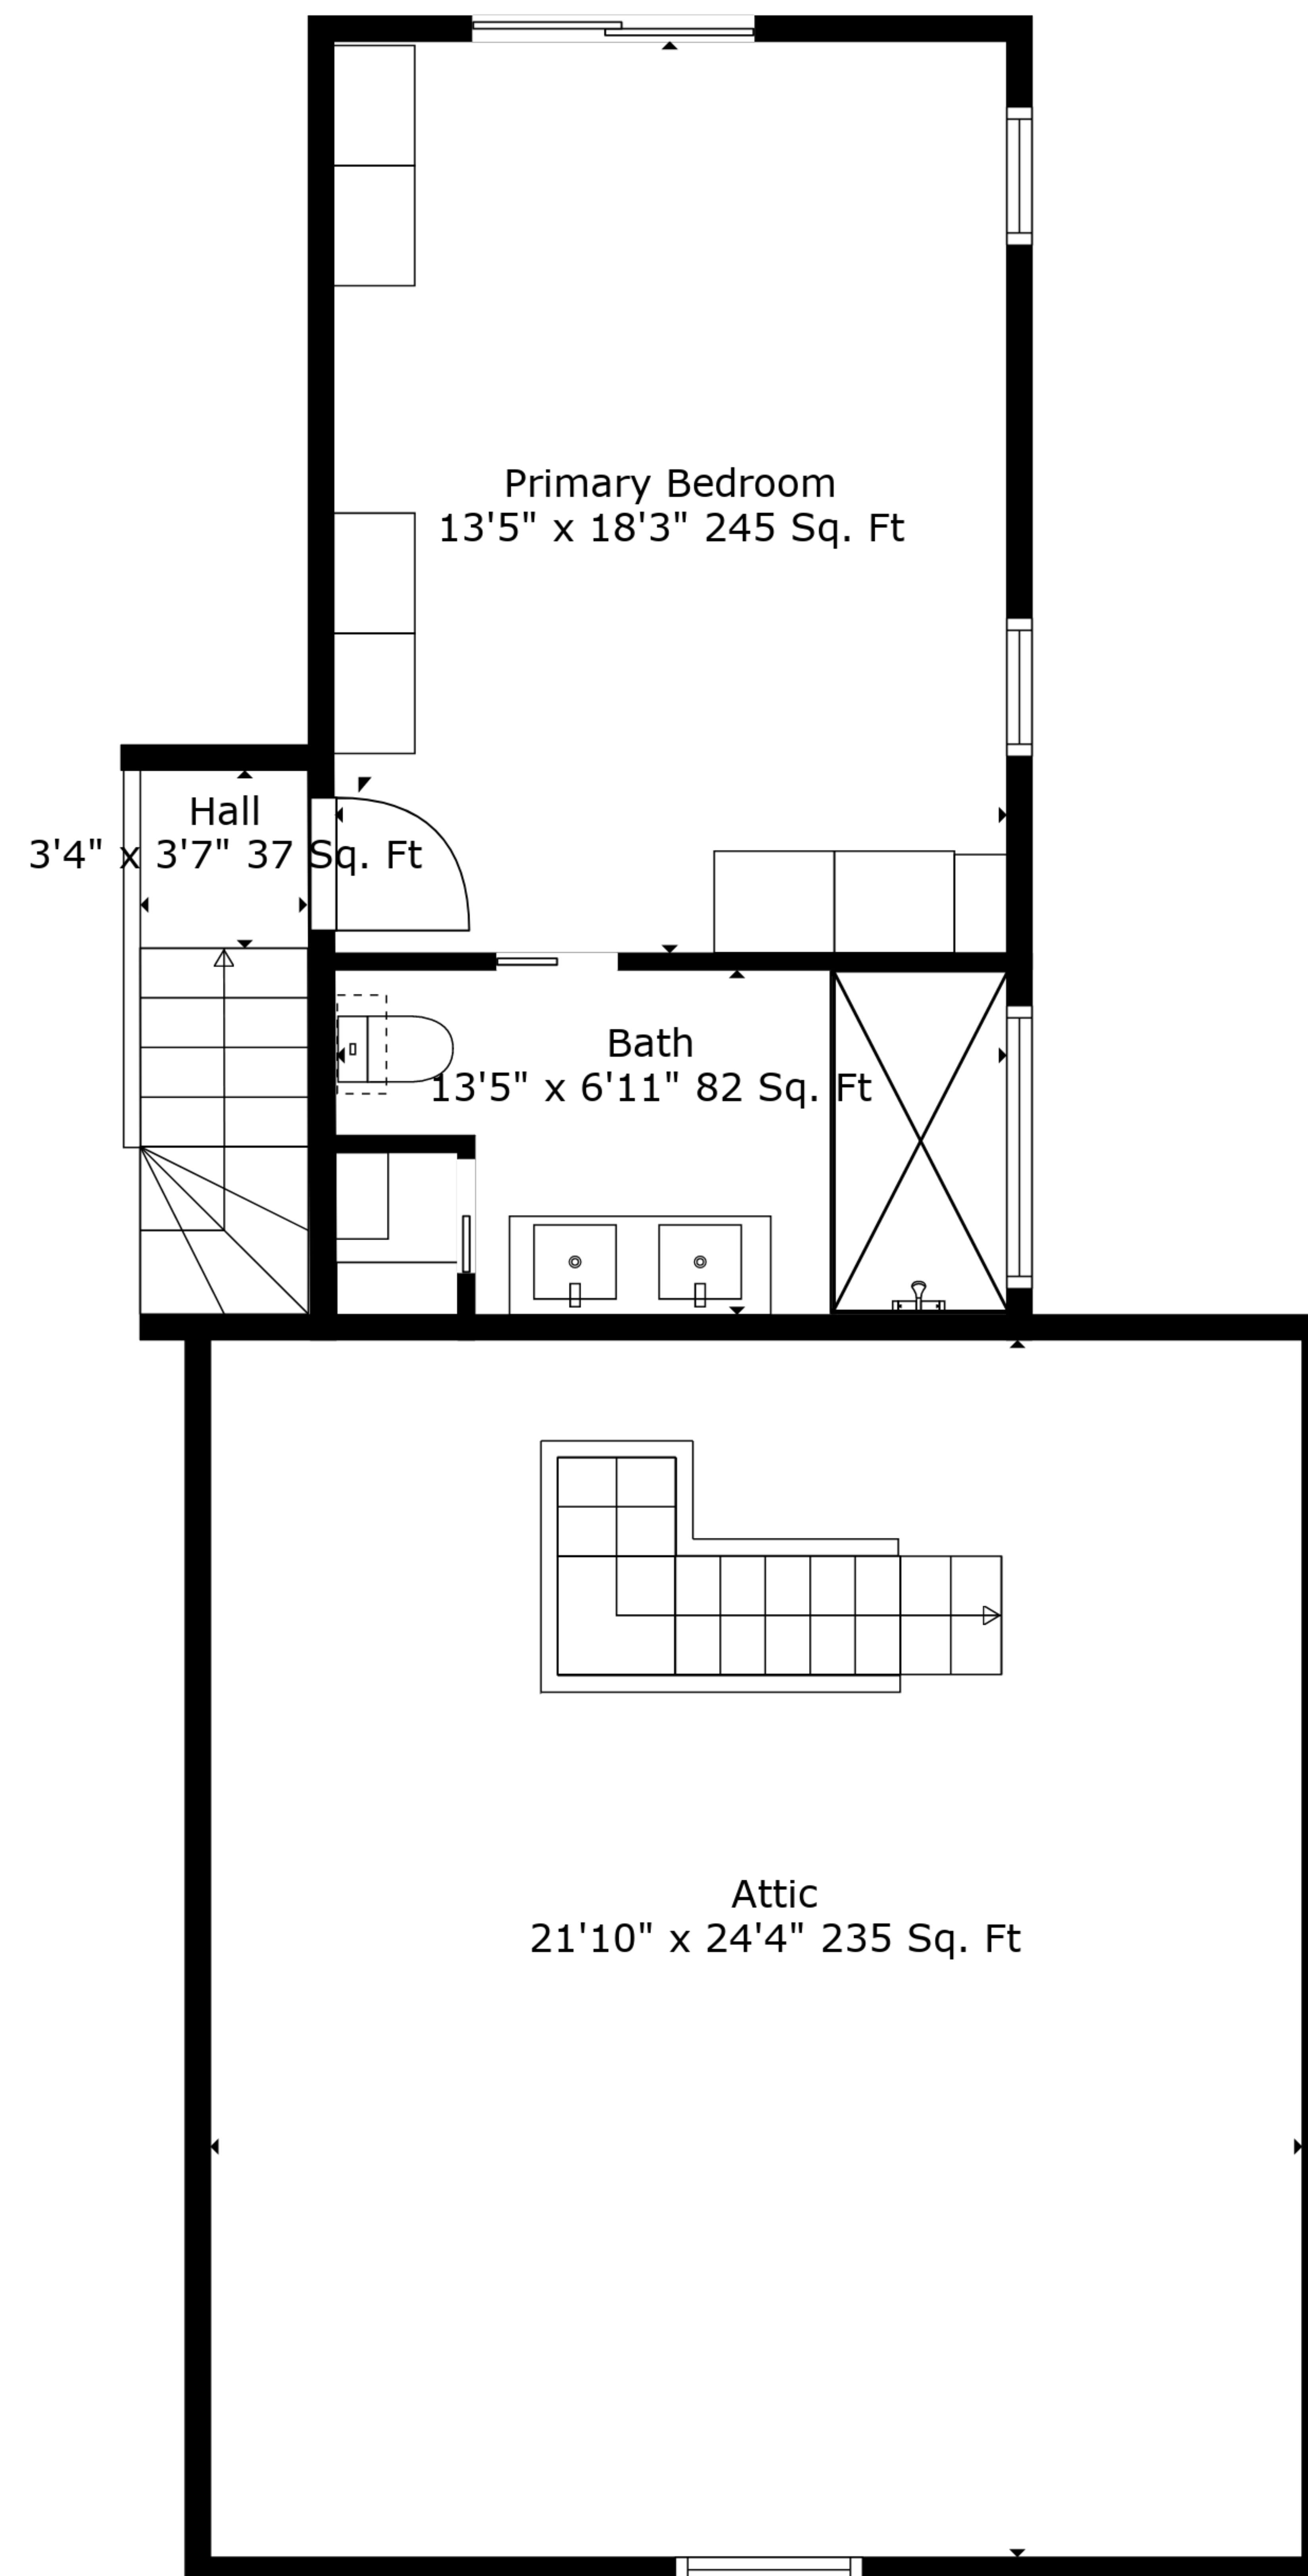 Primary Bedroom
13'5" x 18'3" 245 Sq. Ft
Hall
3'4" x 3'7" 37 Sq. Ft
Bath
13'5" x 6'11" 82 Sq. Ft
Attic
21'10" x 24'4" 235 Sq. Ft